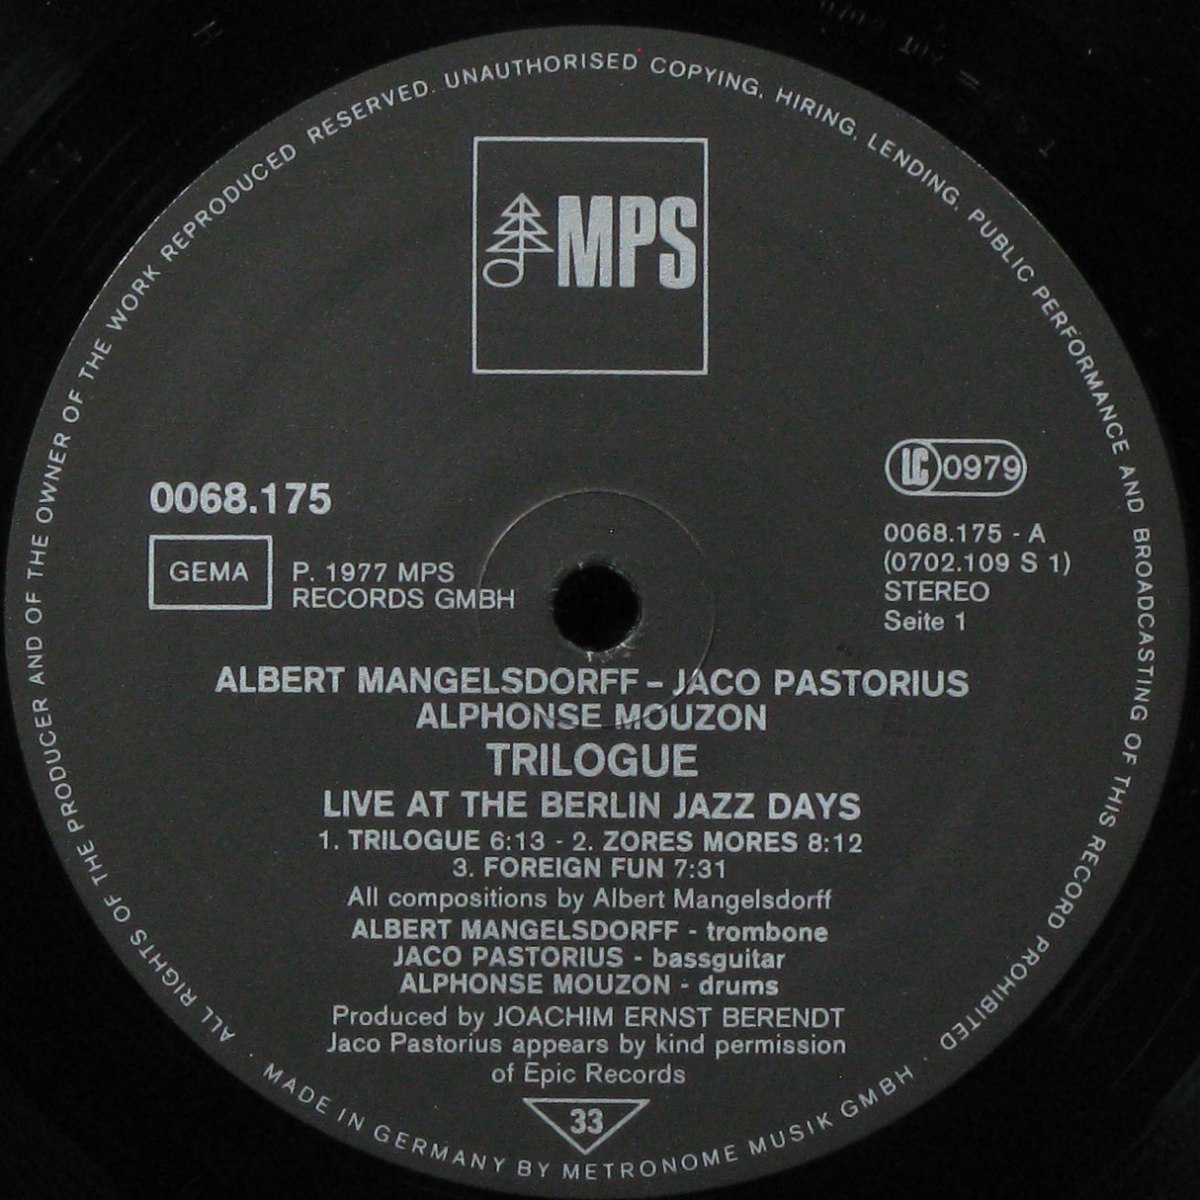 ALL RIGHTS OF THE PRODUCER AND OF THE OWNER OF THE WORK REPRODUCED RESERVED. UNAUTHORISED COPYING, HIRING, LENDING, PUBLIC PERFORMANCE AND BROADCASTING OF THIS RECORD PROHIBITED
MPS
LC 0979
0068.175
0068.175 - A
(0702.109 S 1)
STEREO
Seite 1
GEMA
P. 1977 MPS
RECORDS GMBH
ALBERT MANGELSDORFF – JACO PASTORIUS
ALPHONSE MOUZON
TRILOGUE
LIVE AT THE BERLIN JAZZ DAYS
1. TRILOGUE 6:13 - 2. ZORES MORES 8:12
3. FOREIGN FUN 7:31
All compositions by Albert Mangelsdorff
ALBERT MANGELSDORFF - trombone
JACO PASTORIUS - bassguitar
ALPHONSE MOUZON - drums
Produced by JOACHIM ERNST BERENDT
Jaco Pastorius appears by kind permission
of Epic Records
33
· MADE IN GERMANY BY METRONOME MUSIK GMBH ·